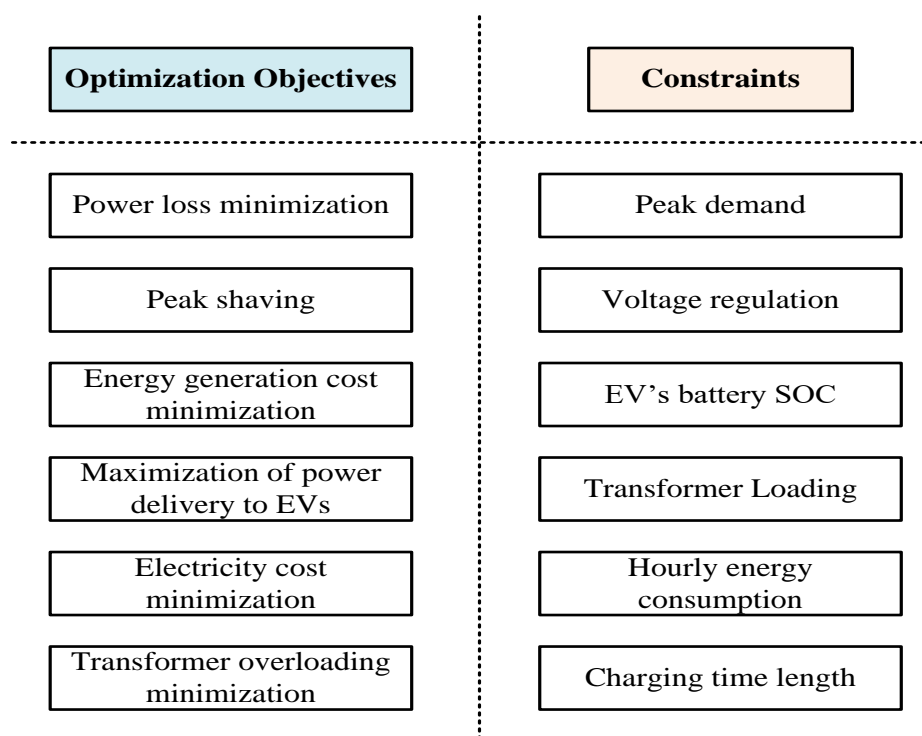 Optimization Objectives
Constraints
Power loss minimization
Peak demand
Peak shaving
Voltage regulation
Energy generation cost
minimization
EV’s battery SOC
Maximization of power
delivery to EVs
Transformer Loading
Electricity cost
minimization
Hourly energy
consumption
Transformer overloading
minimization
Charging time length